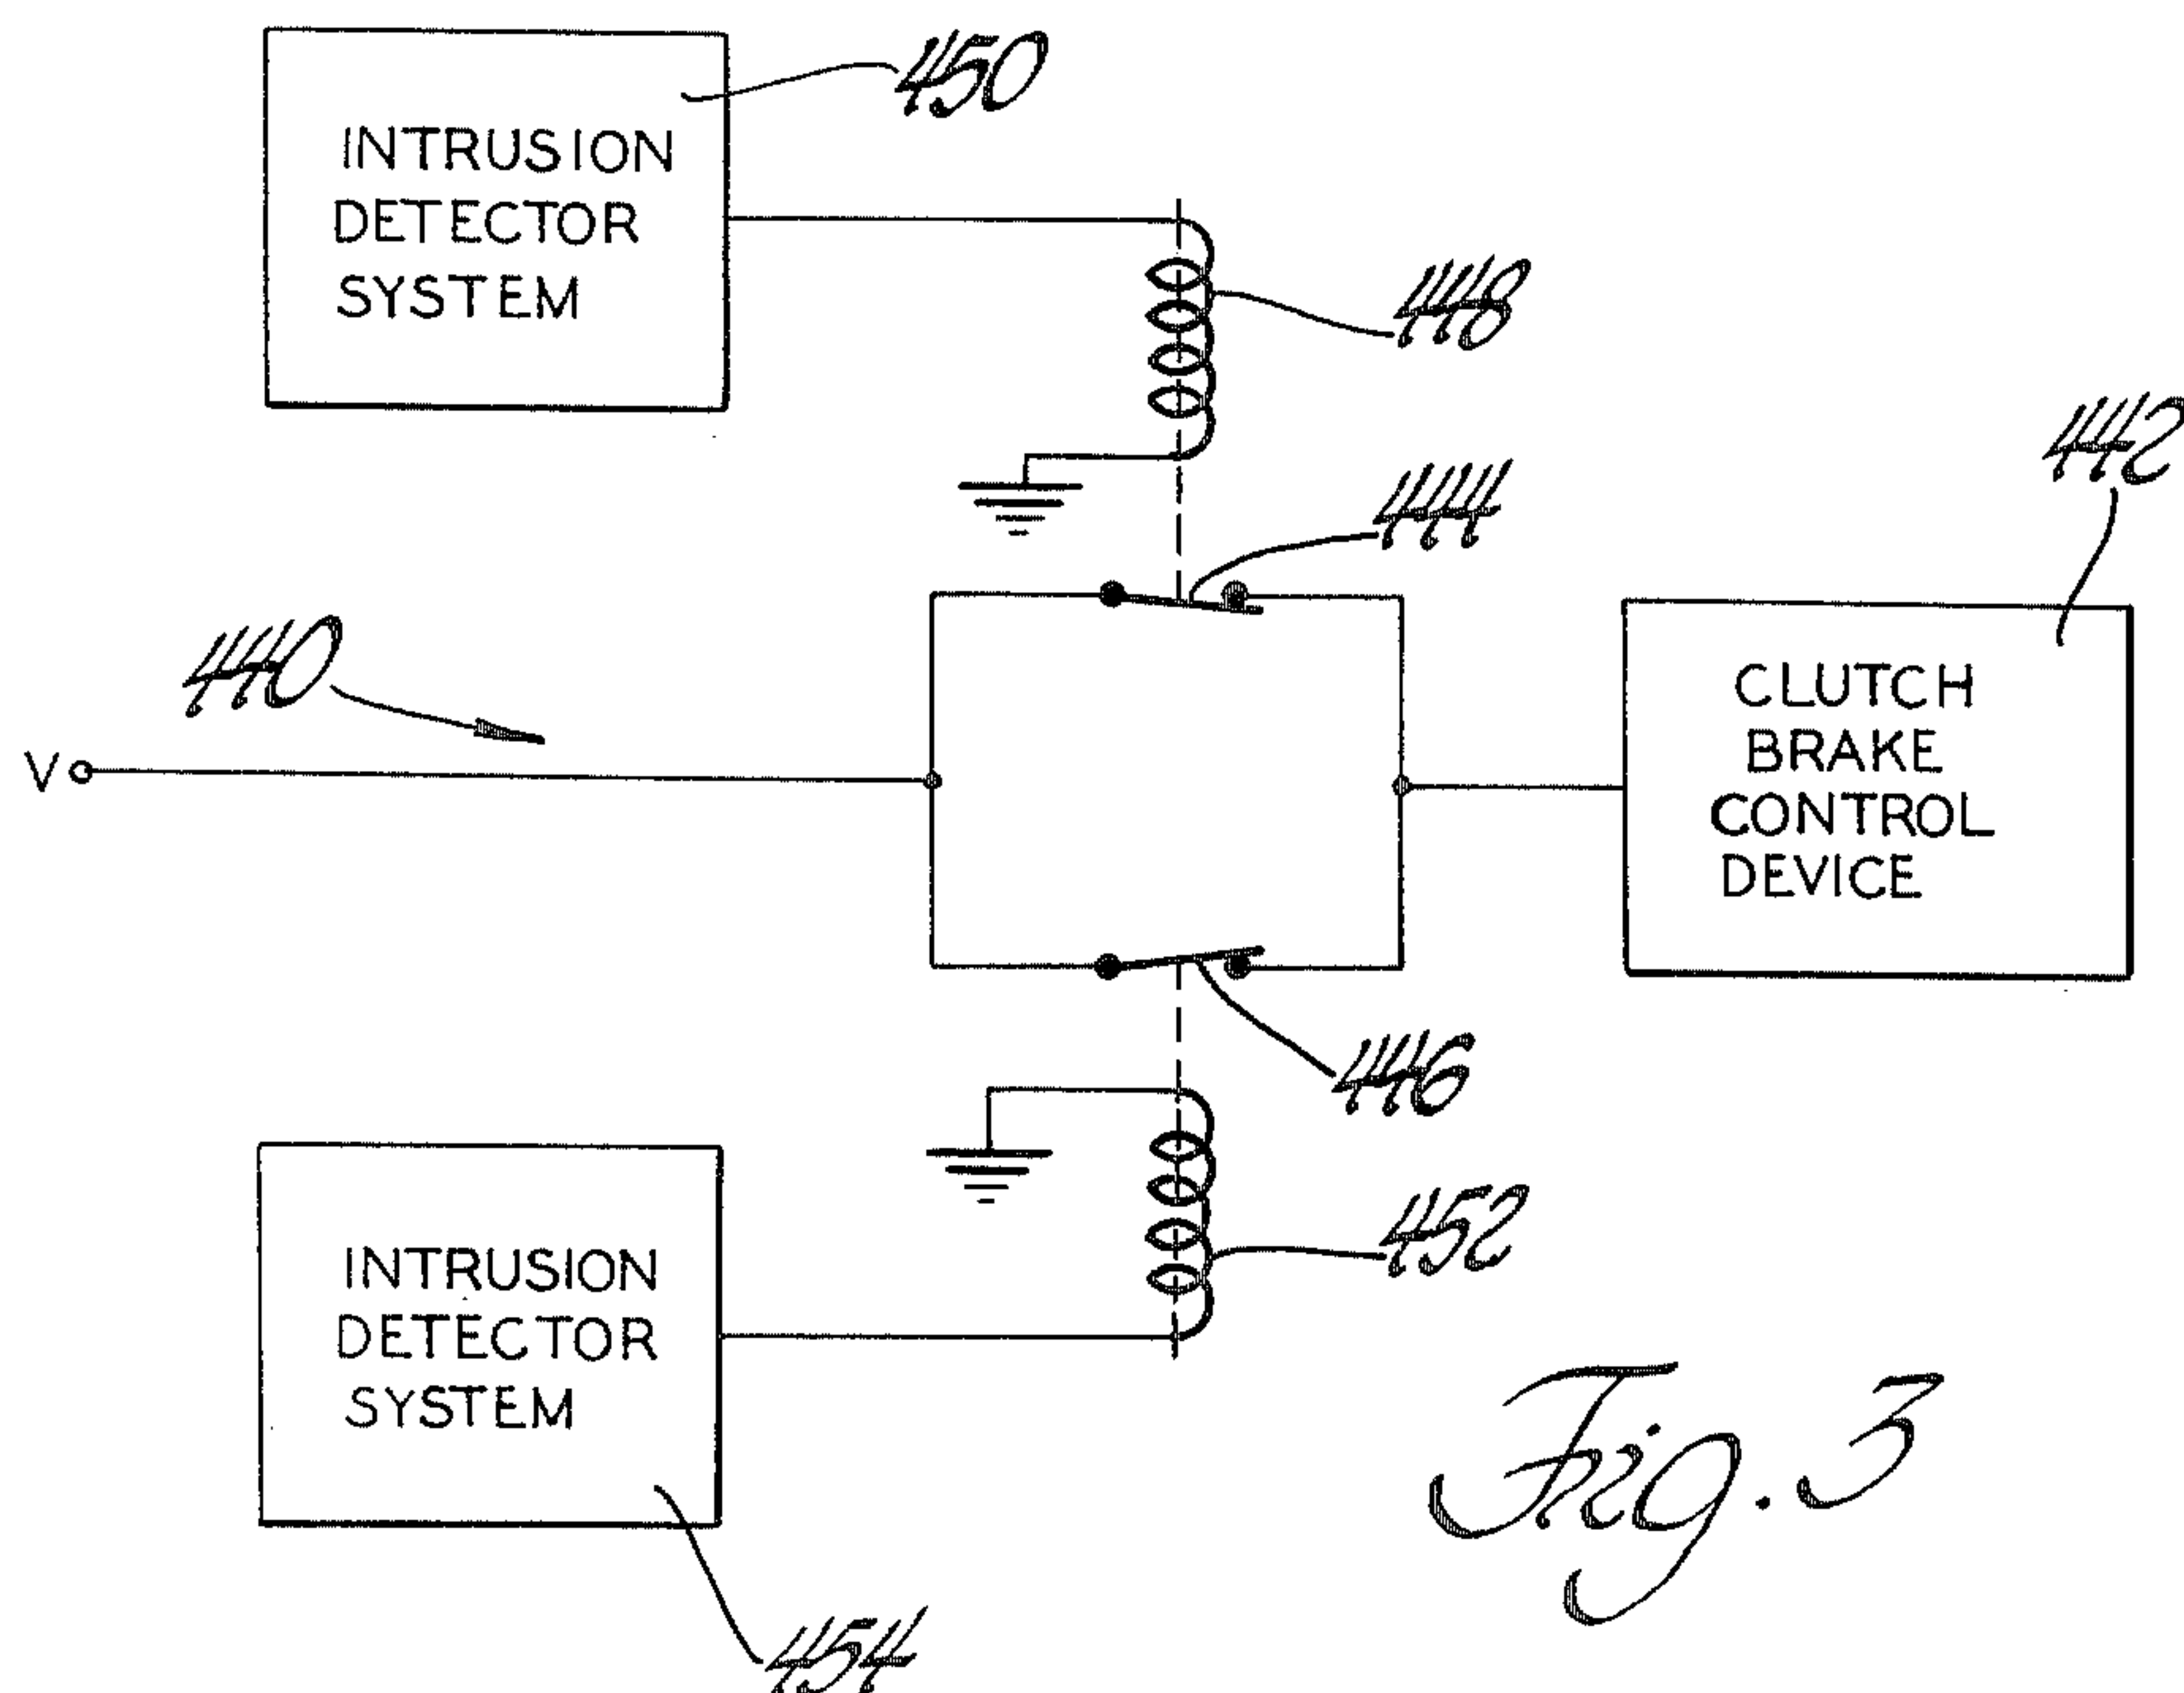 450
INTRUSION
DETECTOR
SYSTEM
448
442
444
440
CLUTCH
BRAKE
CONTROL
DEVICE
V
446
452
INTRUSION
DETECTOR
SYSTEM
454
Fig. 3